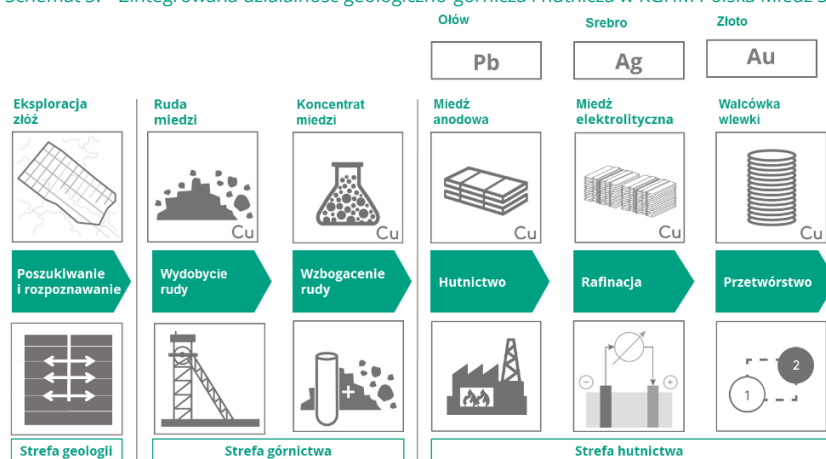 Ołów
Srebro
Złoto
Pb
Ag
Au
Eksploracja
złóż
Ruda
miedzi
Koncentrat
miedzi
Miedź
anodowa
Miedź
elektrolityczna
Walcówka
wlewki
Cu
Cu
Cu
Cu
Cu
Poszukiwanie
i rozpoznawanie
Wydobycie
rudy
Wzbogacenie
rudy
Hutnictwo
Rafinacja
Przetwórstwo
+
−
+
1
2
Strefa geologii
Strefa górnictwa
Strefa hutnictwa